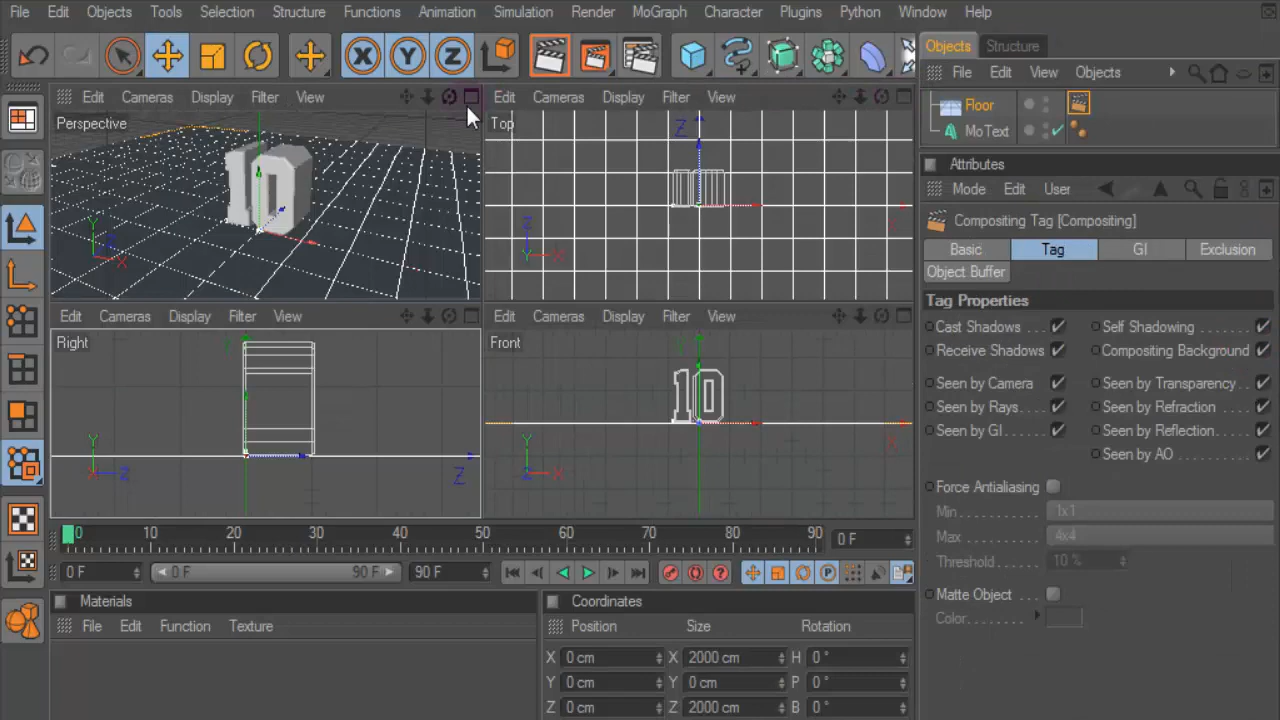 File Edit Objects Tools Selection Structure Functions Animation Simulation Render MoGraph Character Plugins Python Window Help
X Y Z
Objects Structure
File Edit View Objects
Floor
MoText
Edit Cameras Display Filter View
Perspective
10
Y Z X
Edit Cameras Display Filter View
Top
Z
Z
Y X
X
Edit Cameras Display Filter View
Right
Y
Y
X Z
Z
Edit Cameras Display Filter View
Front
Y
10
Y
Z X
X
Attributes
Mode Edit User
Compositing Tag [Compositing]
Basic Tag GI Exclusion
Object Buffer
Tag Properties
Cast Shadows . . . Self Shadowing . . . . . . .
Receive Shadows Compositing Background
Seen by Camera Seen by Transparency. .
Seen by Rays. . . . Seen by Refraction . . . .
Seen by GI. . . . . . Seen by Reflection. . . . .
Seen by AO . . . . . . . . .
Force Antialiasing
Min . . . . . . . . . . . 1x1
Max . . . . . . . . . . 4x4
Threshold . . . . . 10 %
Matte Object . . .
Color. . . . . . . .
0 10 20 30 40 50 60 70 80 90 0 F
0 F 0 F 90 F 90 F
P
Materials
File Edit Function Texture
Coordinates
Position Size Rotation
X 0 cm X 2000 cm H 0 °
Y 0 cm Y 0 cm P 0 °
Z 0 cm Z 2000 cm B 0 °